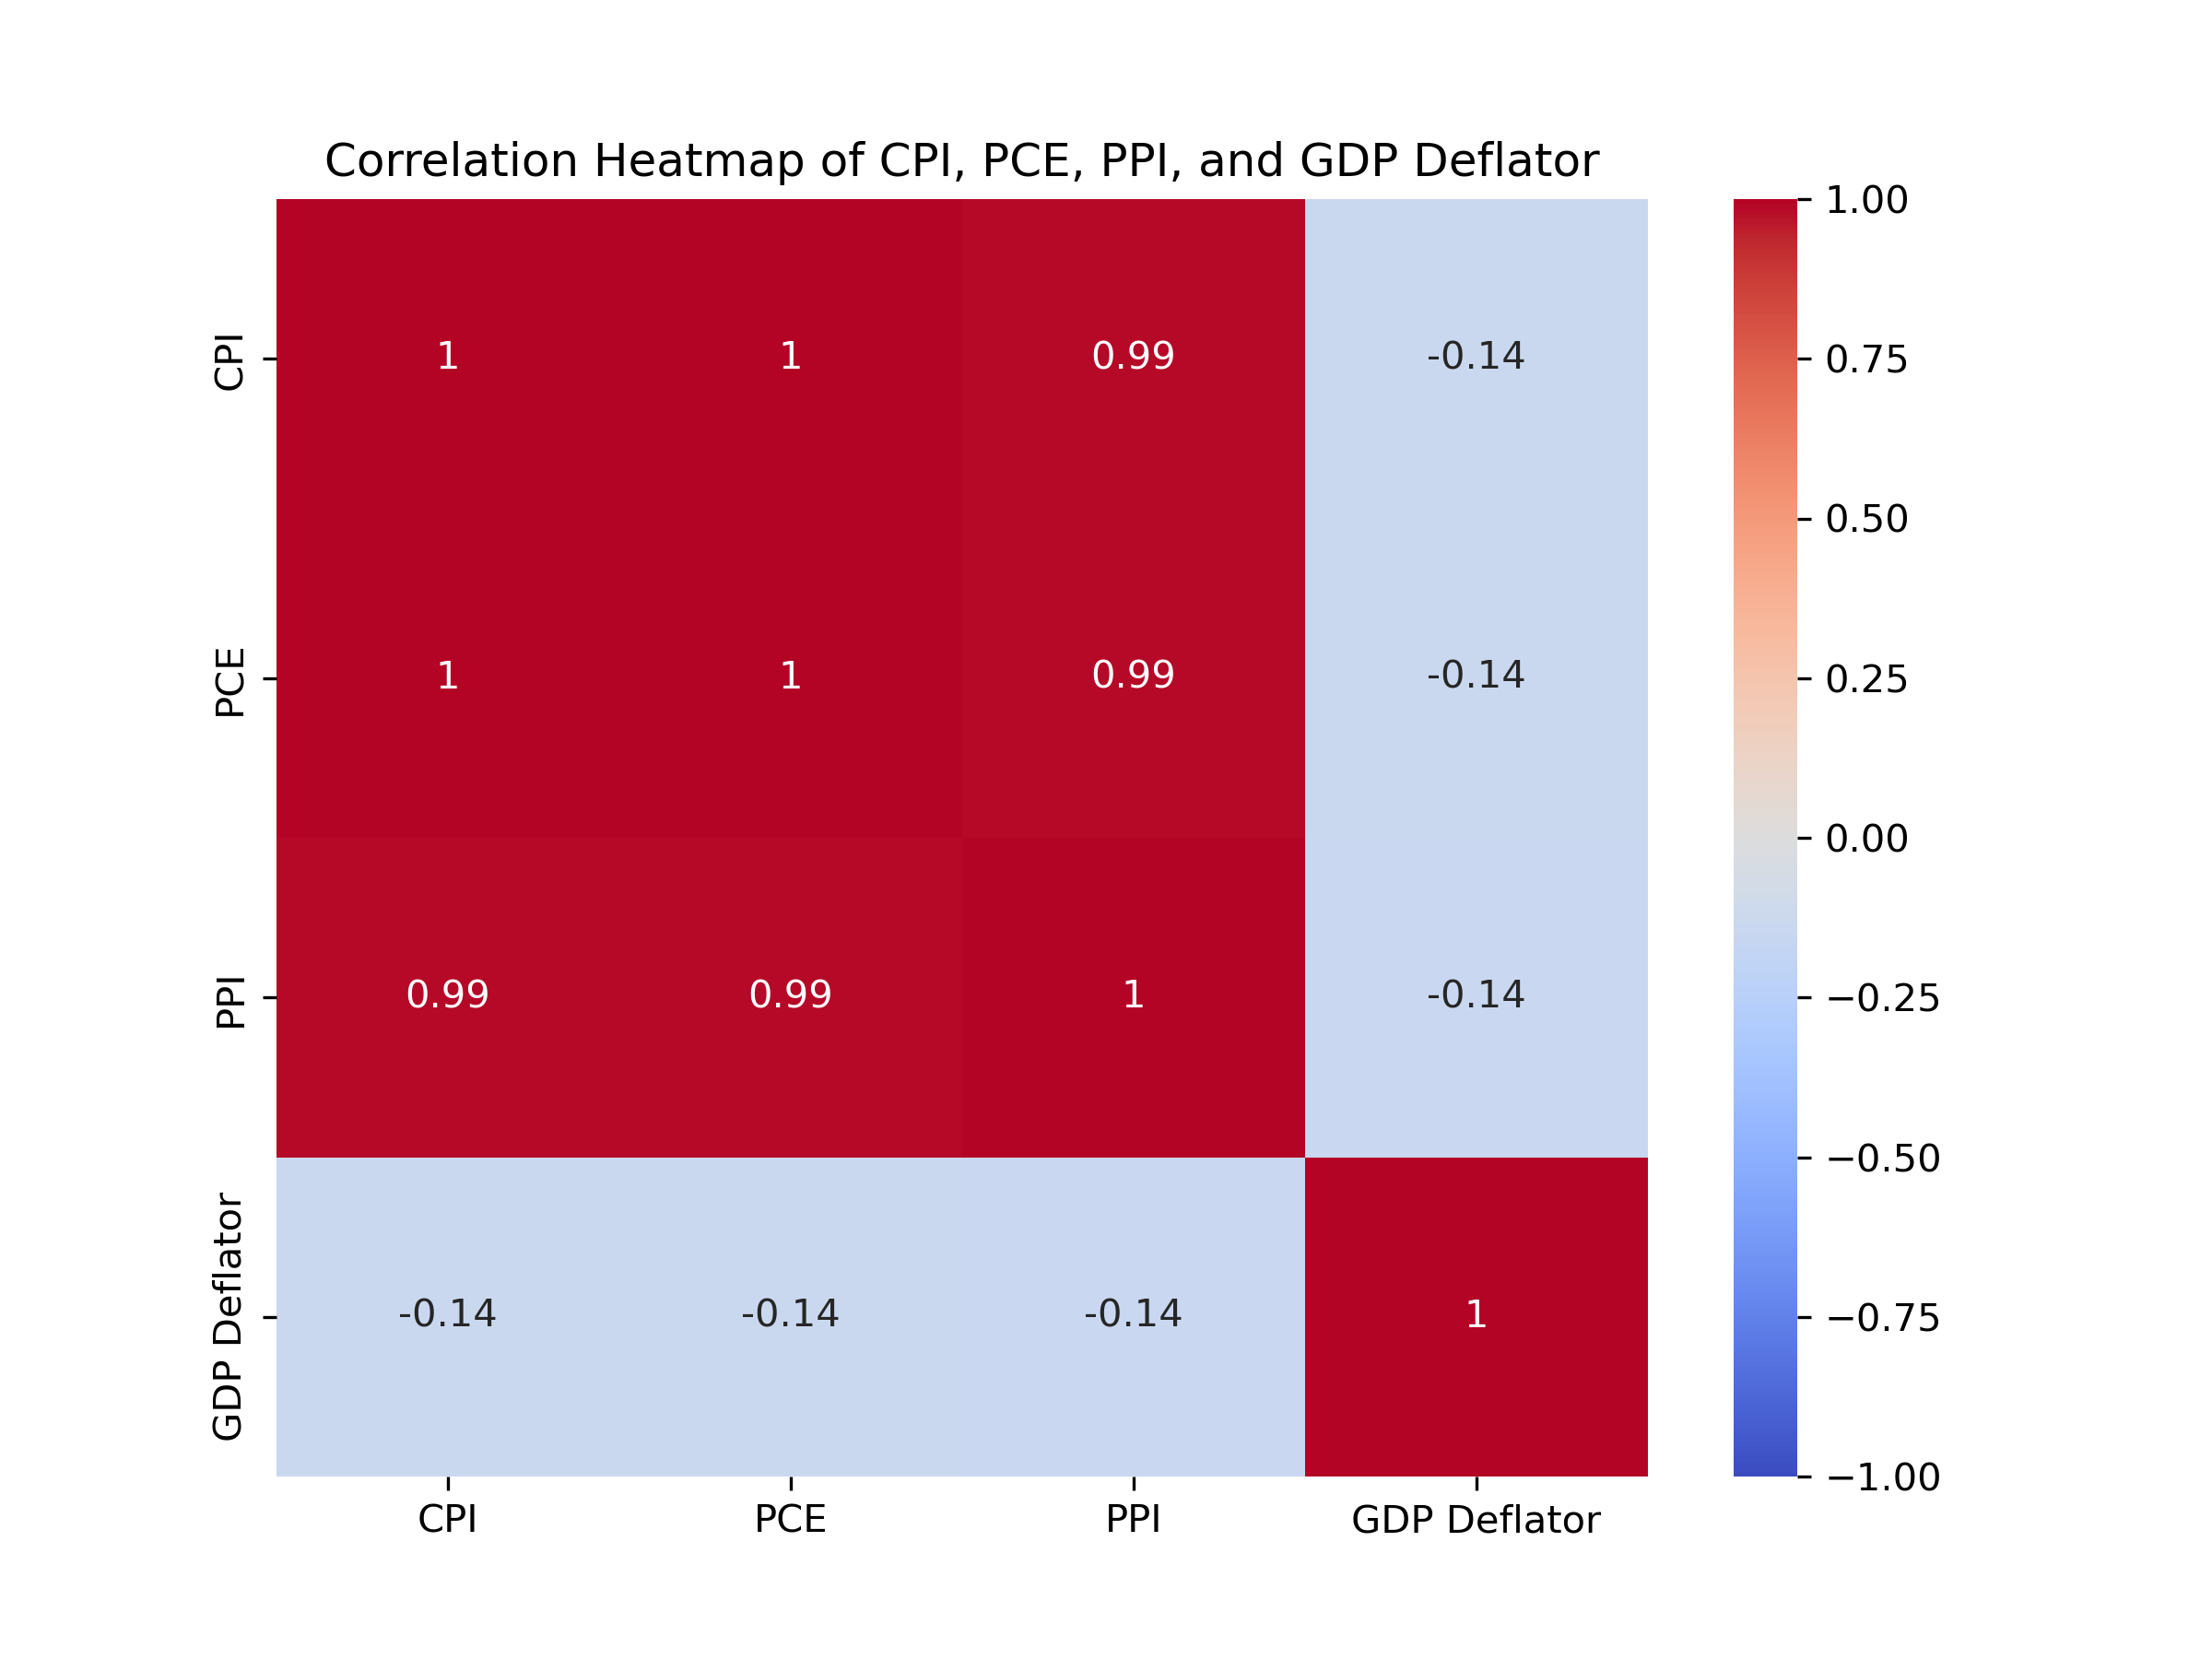 Correlation Heatmap of CPI, PCE, PPI, and GDP Deflator
CPI
1
1
0.99
-0.14
PCE
1
1
0.99
-0.14
PPI
0.99
0.99
1
-0.14
GDP Deflator
-0.14
-0.14
-0.14
1
CPI
PCE
PPI
GDP Deflator
1.00
0.75
0.50
0.25
0.00
−0.25
−0.50
−0.75
−1.00